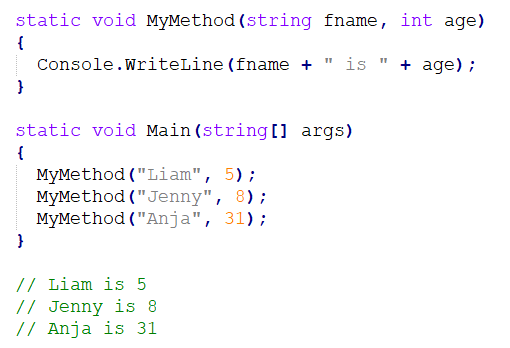 static void MyMethod(string fname, int age)
{
  Console.WriteLine(fname + " is " + age);
}

static void Main(string[] args)
{
  MyMethod("Liam", 5);
  MyMethod("Jenny", 8);
  MyMethod("Anja", 31);
}

// Liam is 5
// Jenny is 8
// Anja is 31